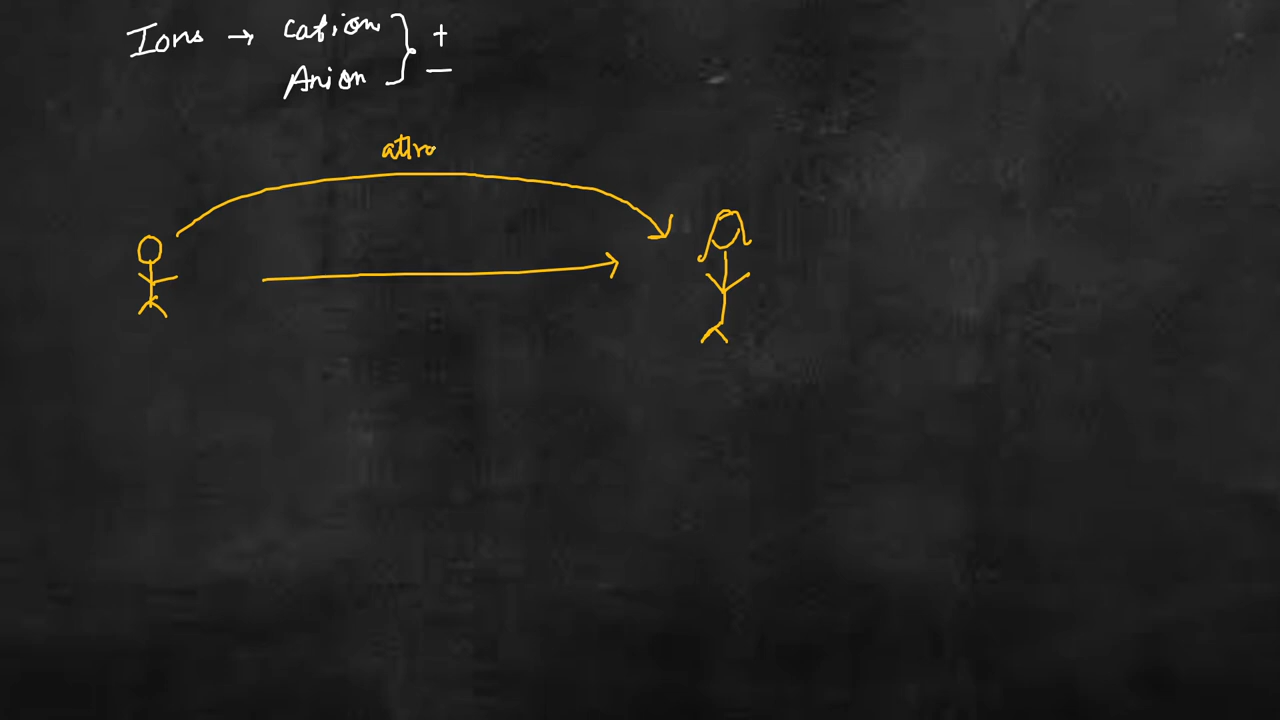 Ions → cation } +
Anion } −
attra